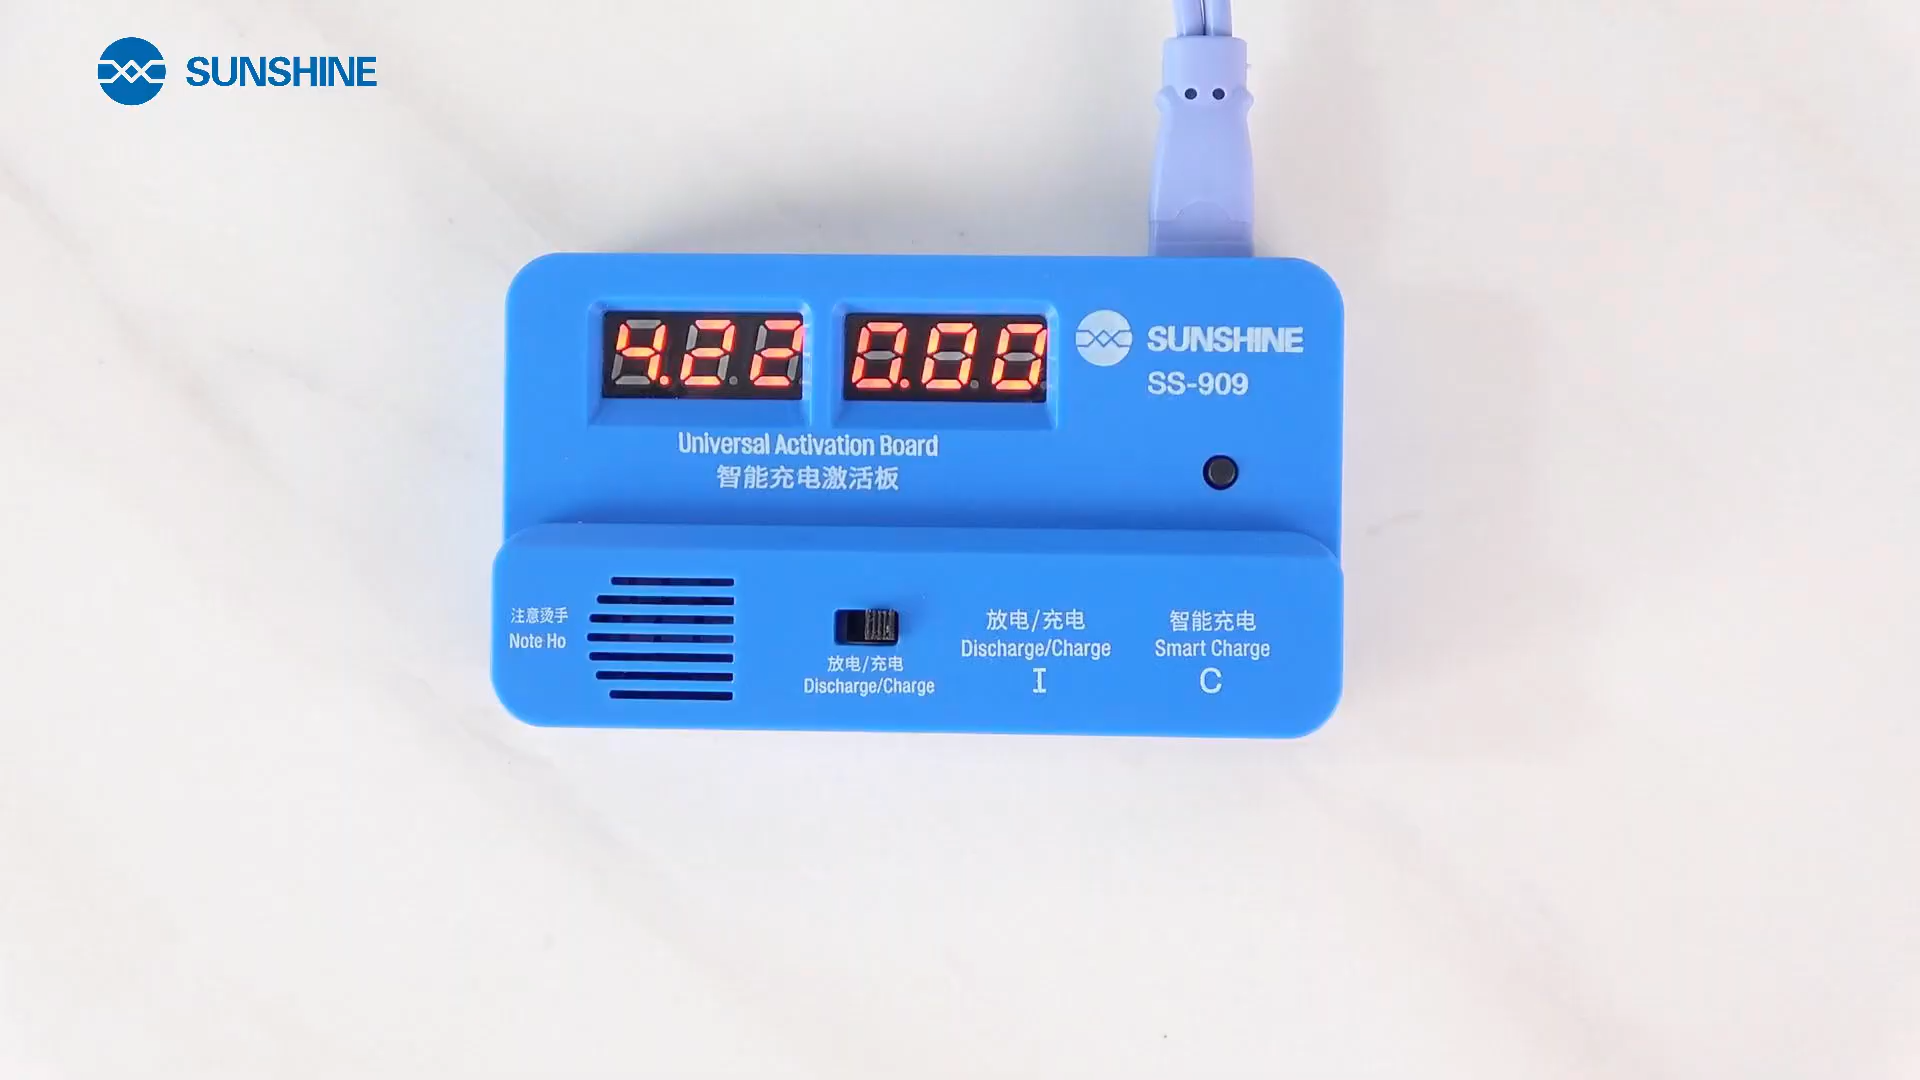 SUNSHINE
4.22 0.00
SUNSHINE
SS-909
Universal Activation Board
智能充电激活板
注意烫手
Note Ho
放电/充电
Discharge/Charge
放电/充电
Discharge/Charge
I
智能充电
Smart Charge
C